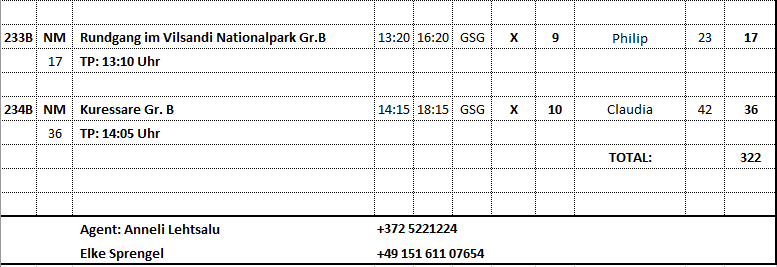 233B NM Rundgang im Vilsandi Nationalpark Gr.B 13:20 16:20 GSG X 9 Philip 23 17
17 TP: 13:10 Uhr
234B NM Kuressare Gr. B 14:15 18:15 GSG X 10 Claudia 42 36
36 TP: 14:05 Uhr
TOTAL: 322
Agent: Anneli Lehtsalu +372 5221224
Elke Sprengel +49 151 611 07654